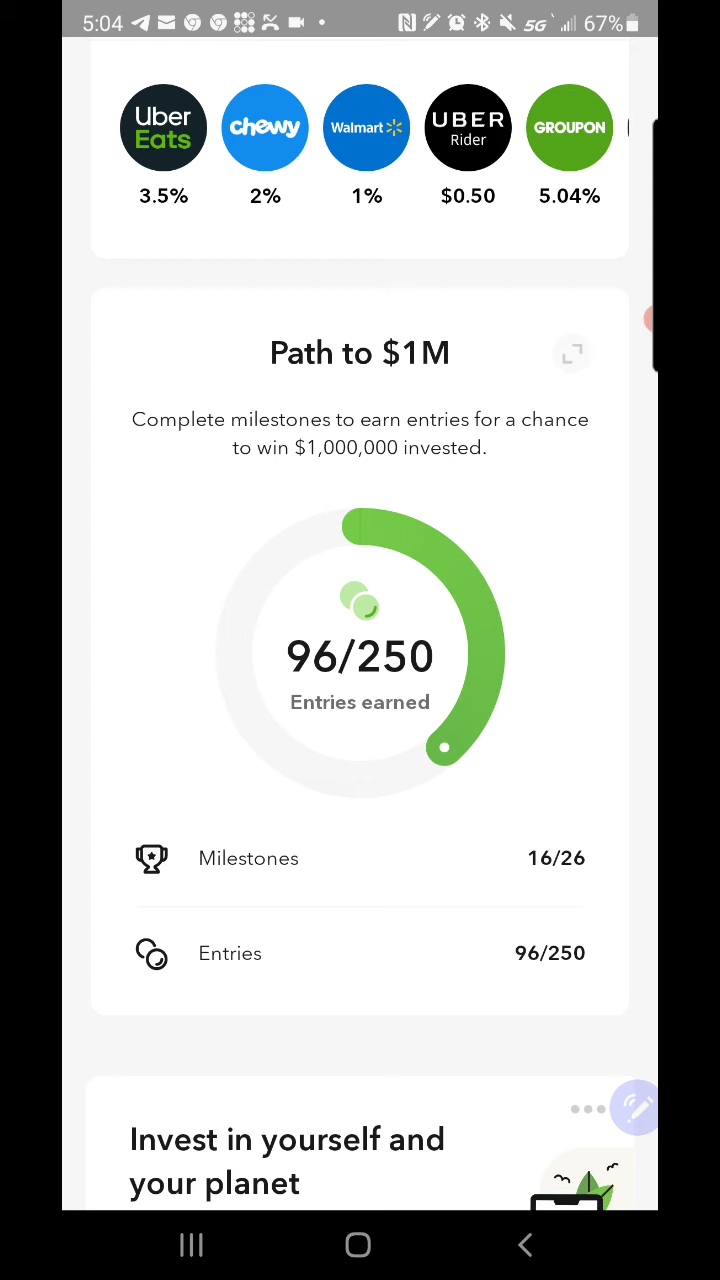 5:04 5G 67%
Uber Eats chewy Walmart UBER Rider GROUPON
3.5% 2% 1% $0.50 5.04%
Path to $1M
Complete milestones to earn entries for a chance
to win $1,000,000 invested.
96/250
Entries earned
Milestones 16/26
Entries 96/250
Invest in yourself and
your planet